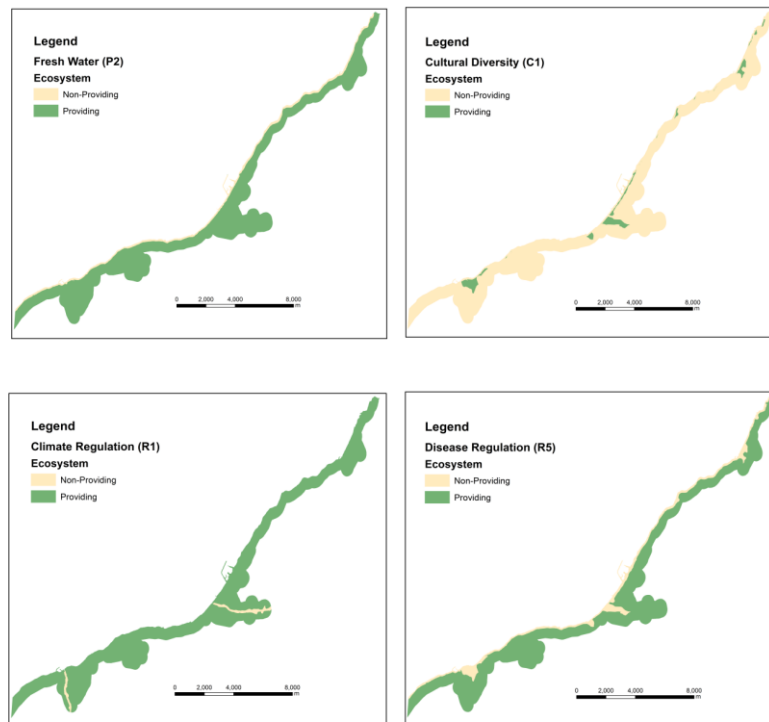 Legend
Fresh Water (P2)
Ecosystem
Non-Providing
Providing
0 2,000 4,000 8,000
m
Legend
Cultural Diversity (C1)
Ecosystem
Non-Providing
Providing
0 2,000 4,000 8,000
m
Legend
Climate Regulation (R1)
Ecosystem
Non-Providing
Providing
0 2,000 4,000 8,000
m
Legend
Disease Regulation (R5)
Ecosystem
Non-Providing
Providing
0 2,000 4,000 8,000
m